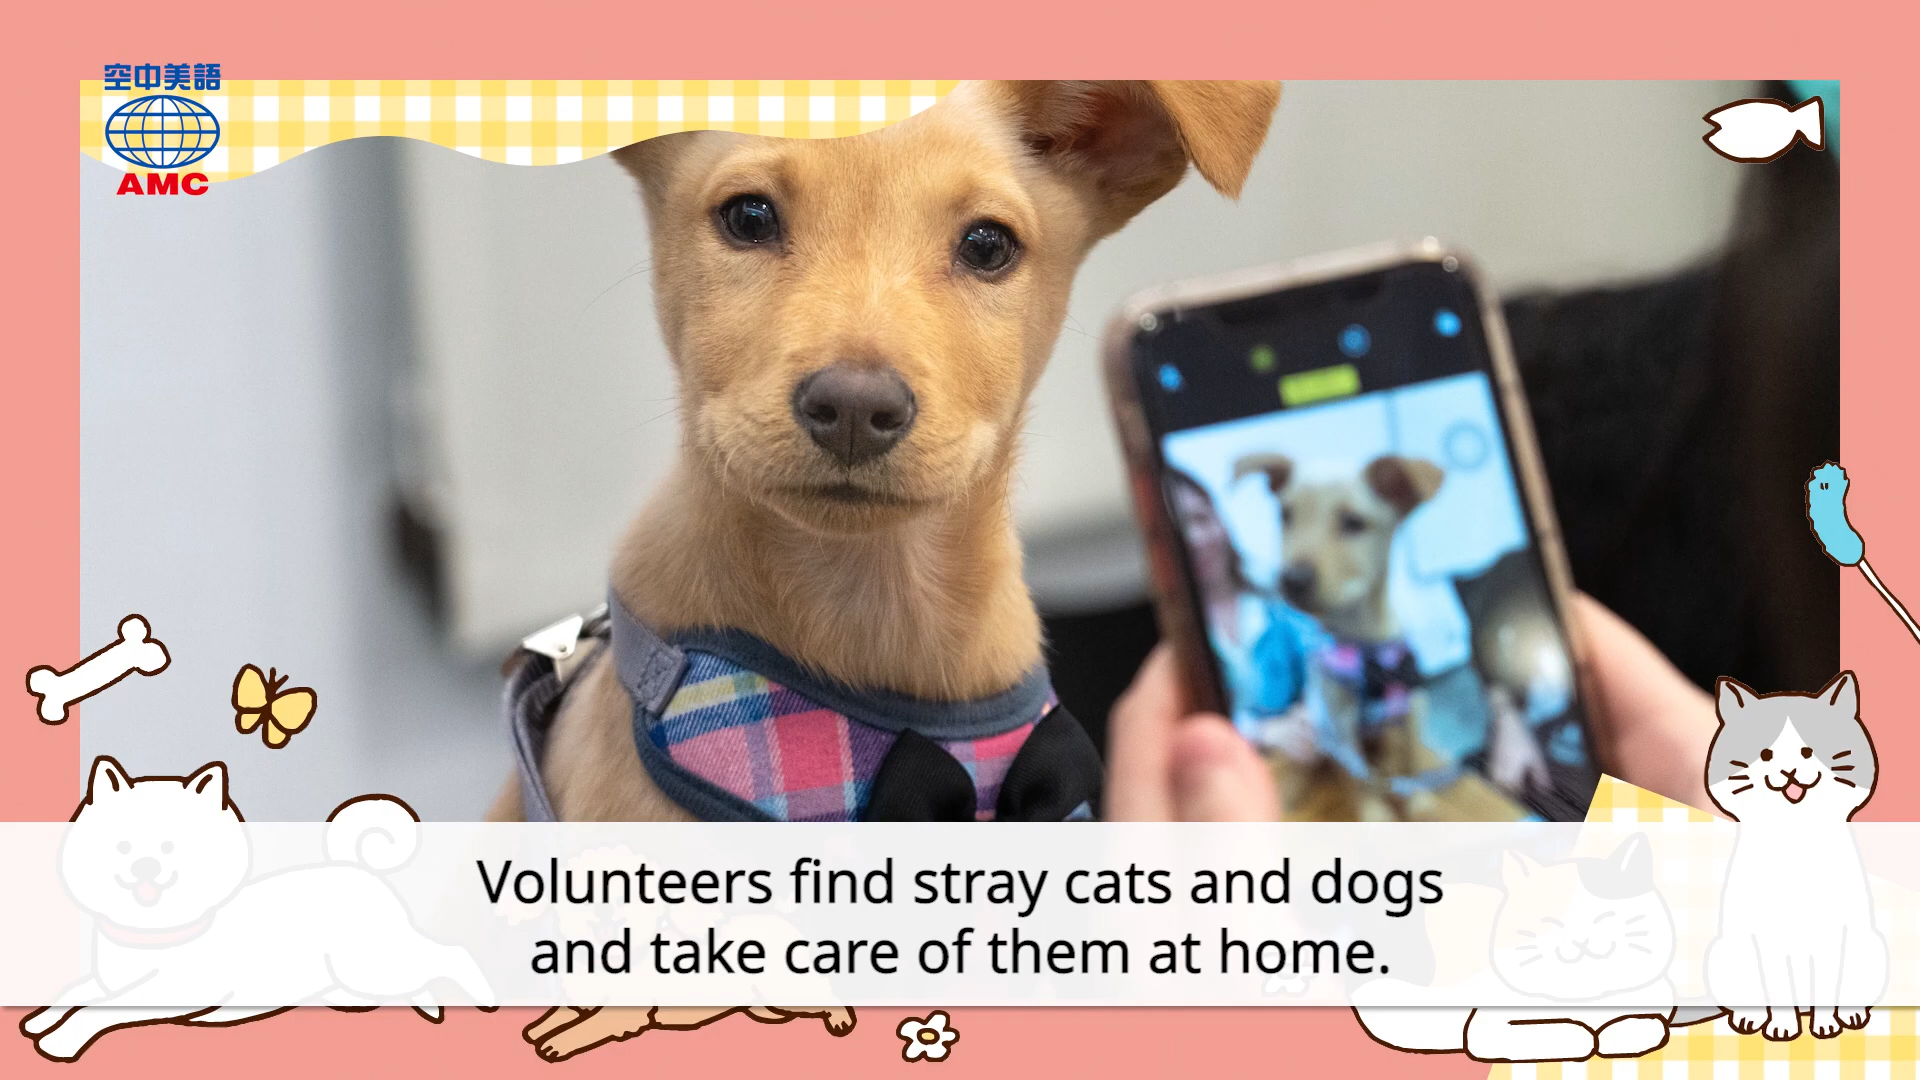 空中美語
AMC
Volunteers find stray cats and dogs
and take care of them at home.